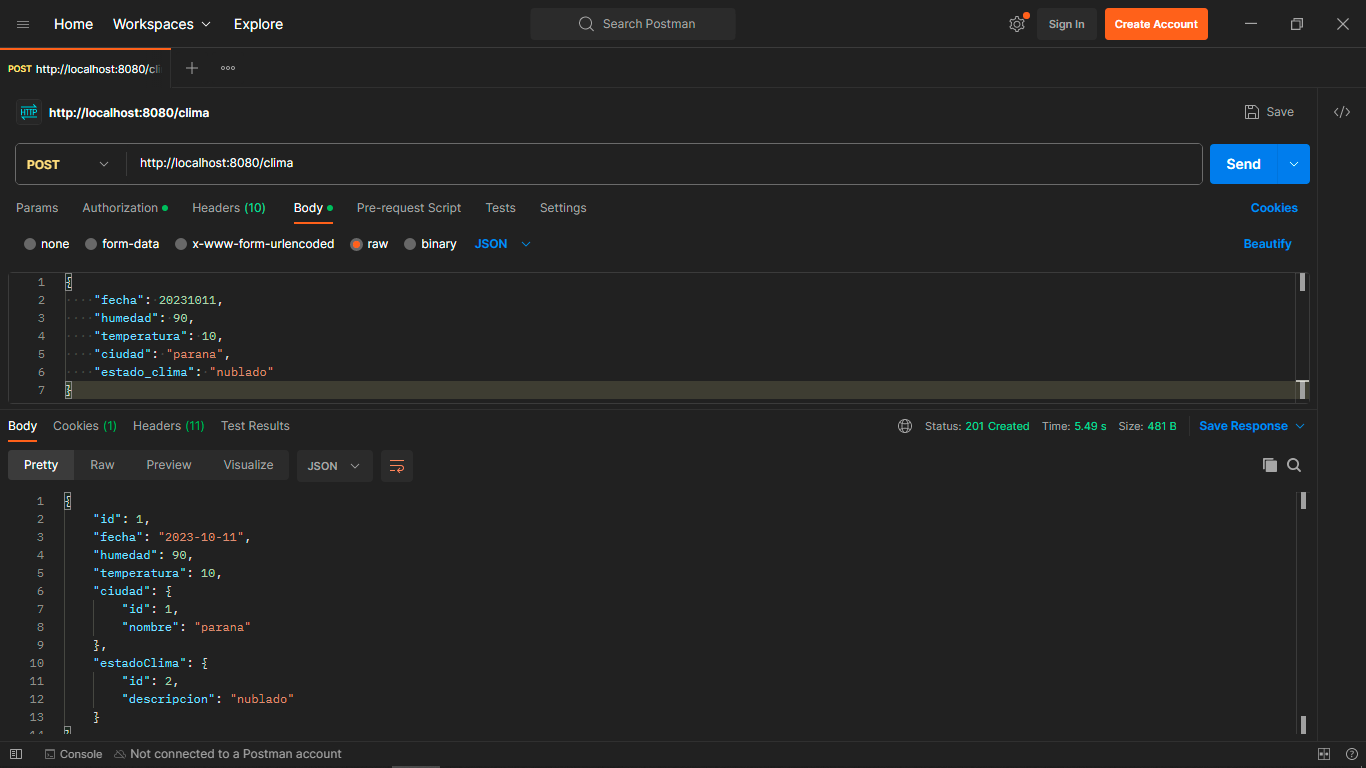 Home Workspaces Explore Search Postman Sign In Create Account
POST http://localhost:8080/cli
HTTP http://localhost:8080/clima Save
POST http://localhost:8080/clima Send
Params Authorization Headers (10) Body Pre-request Script Tests Settings Cookies
none form-data x-www-form-urlencoded raw binary JSON Beautify
1 {
2 "fecha": 20231011,
3 "humedad": 90,
4 "temperatura": 10,
5 "ciudad": "parana",
6 "estado_clima": "nublado"
7 }
Body Cookies (1) Headers (11) Test Results Status: 201 Created Time: 5.49 s Size: 481 B Save Response
Pretty Raw Preview Visualize JSON
1 {
2 "id": 1,
3 "fecha": "2023-10-11",
4 "humedad": 90,
5 "temperatura": 10,
6 "ciudad": {
7 "id": 1,
8 "nombre": "parana"
9 },
10 "estadoClima": {
11 "id": 2,
12 "descripcion": "nublado"
13 }
14 }
Console Not connected to a Postman account